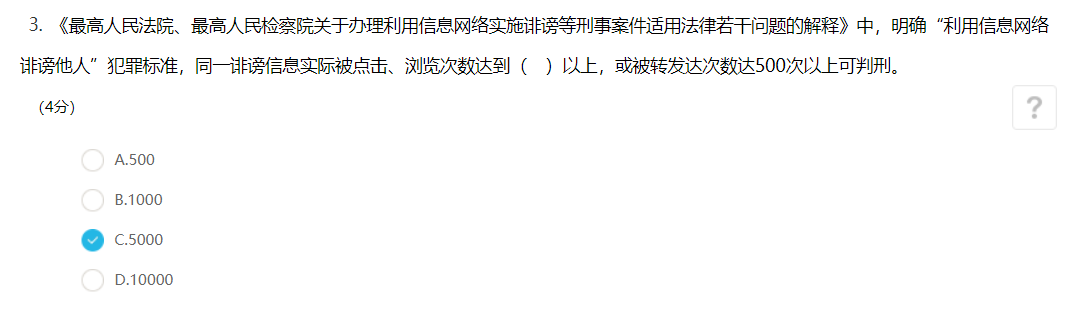 3. 《最高人民法院、最高人民检察院关于办理利用信息网络实施诽谤等刑事案件适用法律若干问题的解释》中，明确“利用信息网络
诽谤他人”犯罪标准，同一诽谤信息实际被点击、浏览次数达到（ ）以上，或被转发达次数达500次以上可判刑。
(4分)
?
A.500
B.1000
C.5000
D.10000